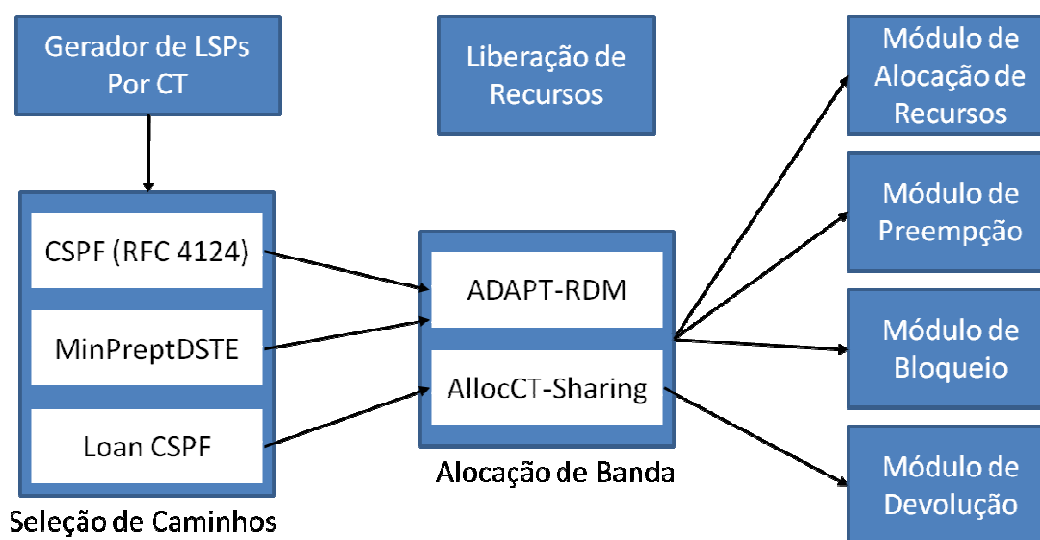 Gerador de LSPs
Por CT
Liberação de
Recursos
Módulo de
Alocação de
Recursos
CSPF (RFC 4124)
MinPreptDSTE
Loan CSPF
Seleção de Caminhos
ADAPT-RDM
AllocCT-Sharing
Alocação de Banda
Módulo de
Preempção
Módulo de
Bloqueio
Módulo de
Devolução